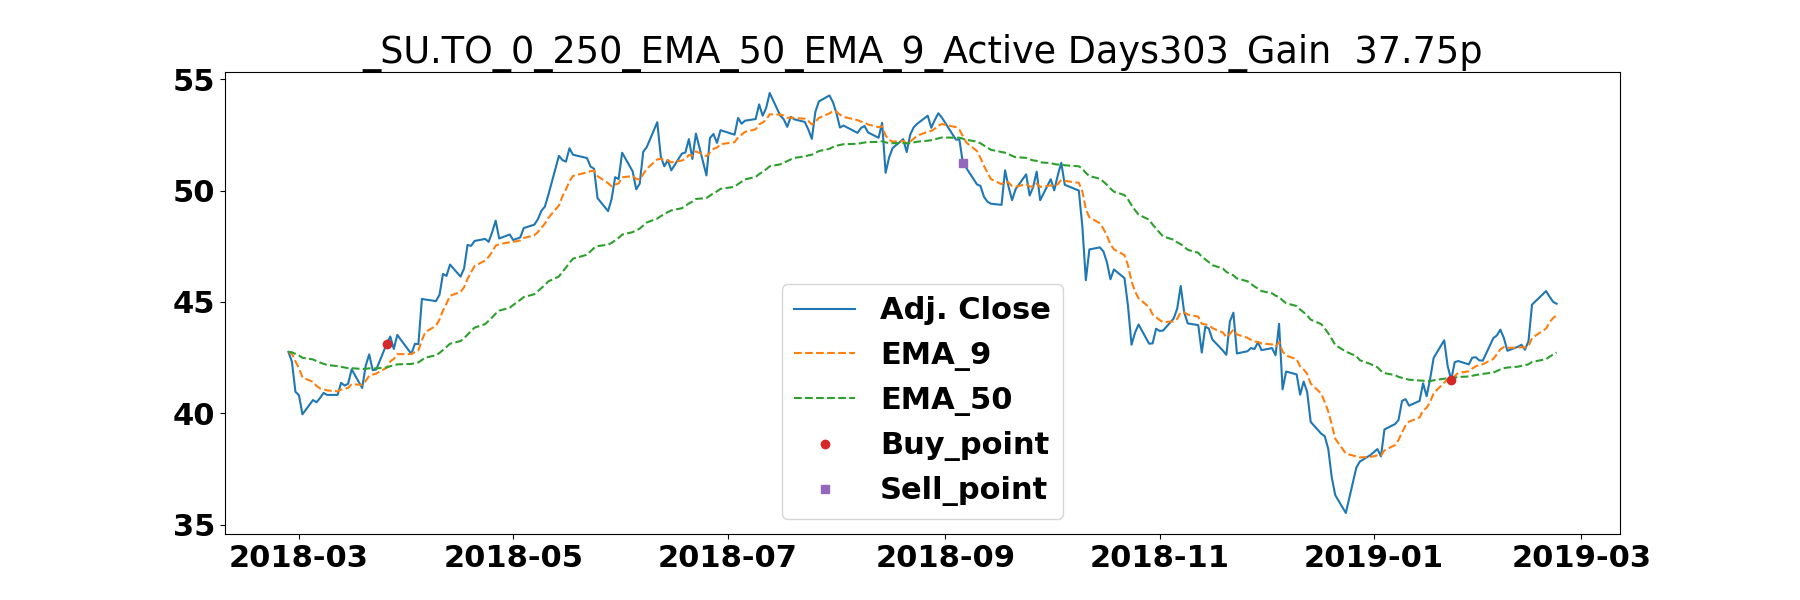 _SU.TO_0_250_EMA_50_EMA_9_Active Days303_Gain  37.75p
55
50
45
40
35
Adj. Close
EMA_9
EMA_50
Buy_point
Sell_point
2018-03 2018-05 2018-07 2018-09 2018-11 2019-01 2019-03